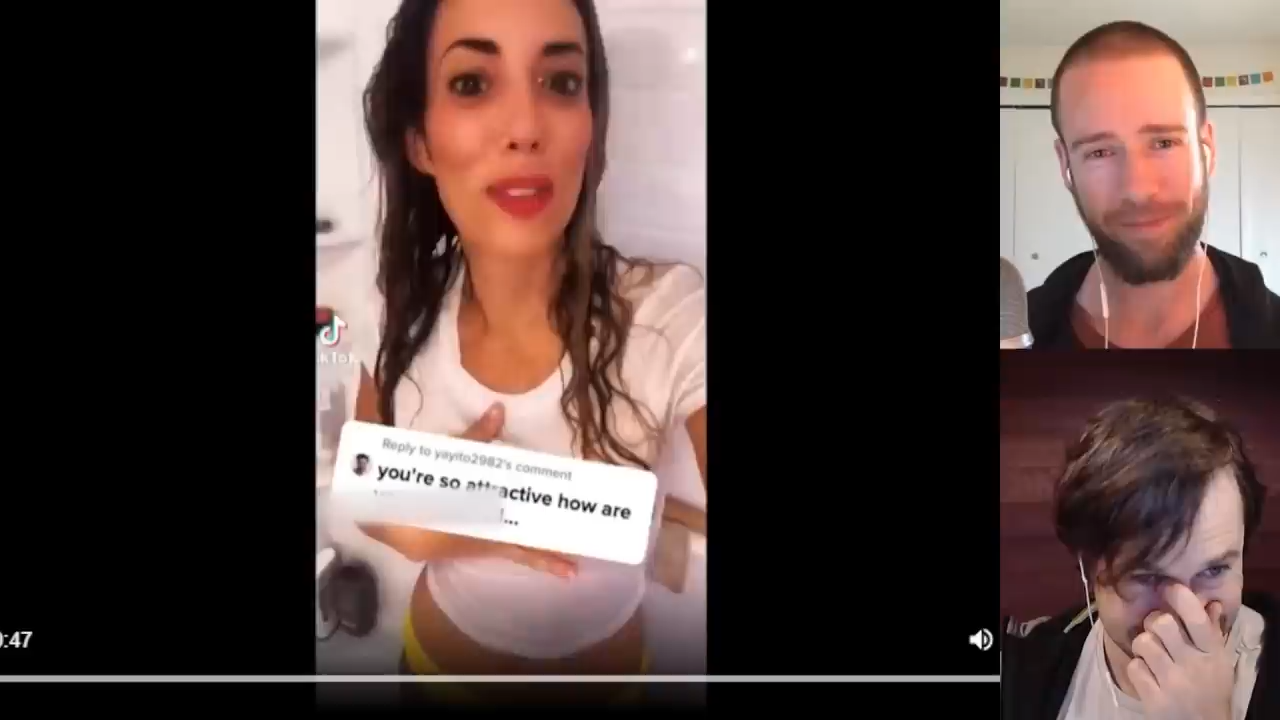 Reply to yayito2982's comment
you're so attractive how are
...
0:47